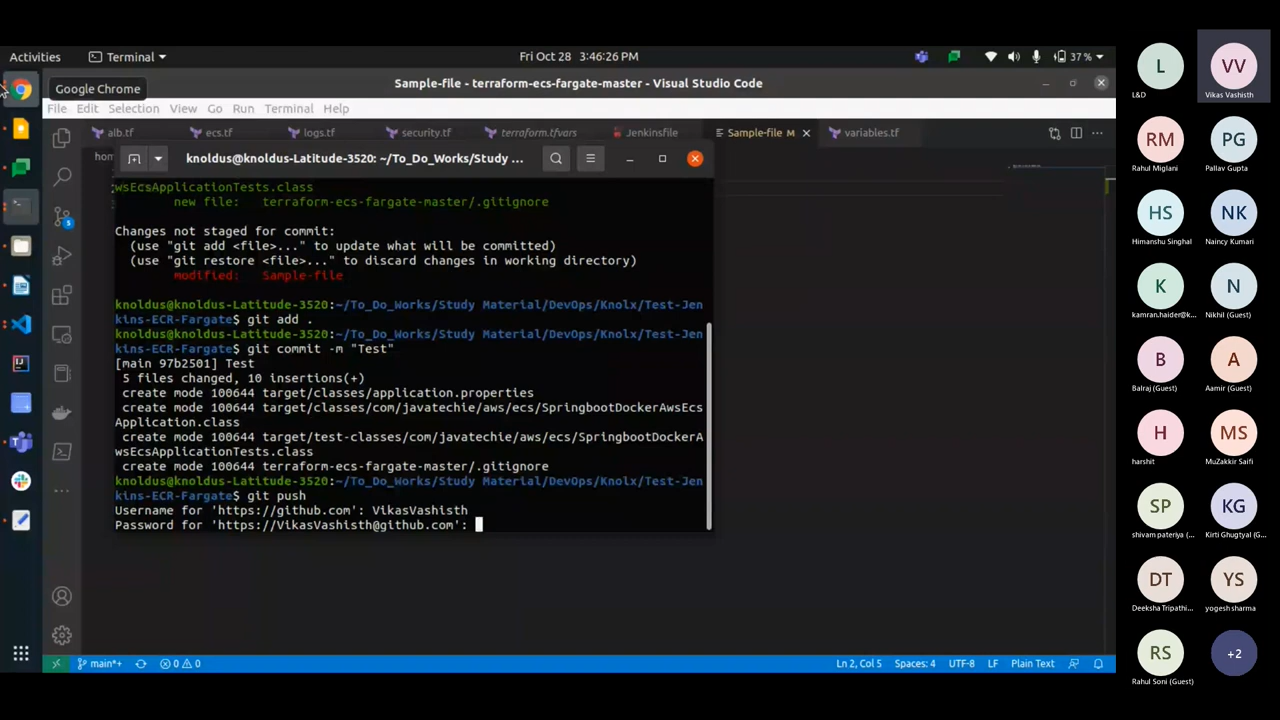 Activities
Terminal
Fri Oct 28 3:46:26 PM
37%
Google Chrome
Sample-file - terraform-ecs-fargate-master - Visual Studio Code
File Edit Selection View Go Run Terminal Help
alb.tf ecs.tf logs.tf security.tf terraform.tfvars Jenkinsfile Sample-file M variables.tf
hom
knoldus@knoldus-Latitude-3520: ~/To_Do_Works/Study ...
wsEcsApplicationTests.class
new file: terraform-ecs-fargate-master/.gitignore
Changes not staged for commit:
(use "git add <file>..." to update what will be committed)
(use "git restore <file>..." to discard changes in working directory)
modified: Sample-file
knoldus@knoldus-Latitude-3520:~/To_Do_Works/Study Material/DevOps/Knolx/Test-Jen
kins-ECR-Fargate$ git add .
knoldus@knoldus-Latitude-3520:~/To_Do_Works/Study Material/DevOps/Knolx/Test-Jen
kins-ECR-Fargate$ git commit -m "Test"
[main 97b2501] Test
5 files changed, 10 insertions(+)
create mode 100644 target/classes/application.properties
create mode 100644 target/classes/com/javatechie/aws/ecs/SpringbootDockerAwsEcs
Application.class
create mode 100644 target/test-classes/com/javatechie/aws/ecs/SpringbootDockerA
wsEcsApplicationTests.class
create mode 100644 terraform-ecs-fargate-master/.gitignore
knoldus@knoldus-Latitude-3520:~/To_Do_Works/Study Material/DevOps/Knolx/Test-Jen
kins-ECR-Fargate$ git push
Username for 'https://github.com': VikasVashisth
Password for 'https://VikasVashisth@github.com':
main*+ 0 0
Ln 2, Col 5 Spaces: 4 UTF-8 LF Plain Text
L VV
L&D Vikas Vashisth
RM PG
Rahul Miglani Pallav Gupta
HS NK
Himanshu Singhal Naincy Kumari
K N
kamran.haider@k... Nikhil (Guest)
B A
Balraj (Guest) Aamir (Guest)
H MS
harshit MuZakkir Saifi
SP KG
shivam pateriya (... Kirti Ghugtyal (G...
DT YS
Deeksha Tripathi... yogesh sharma
RS +2
Rahul Soni (Guest)